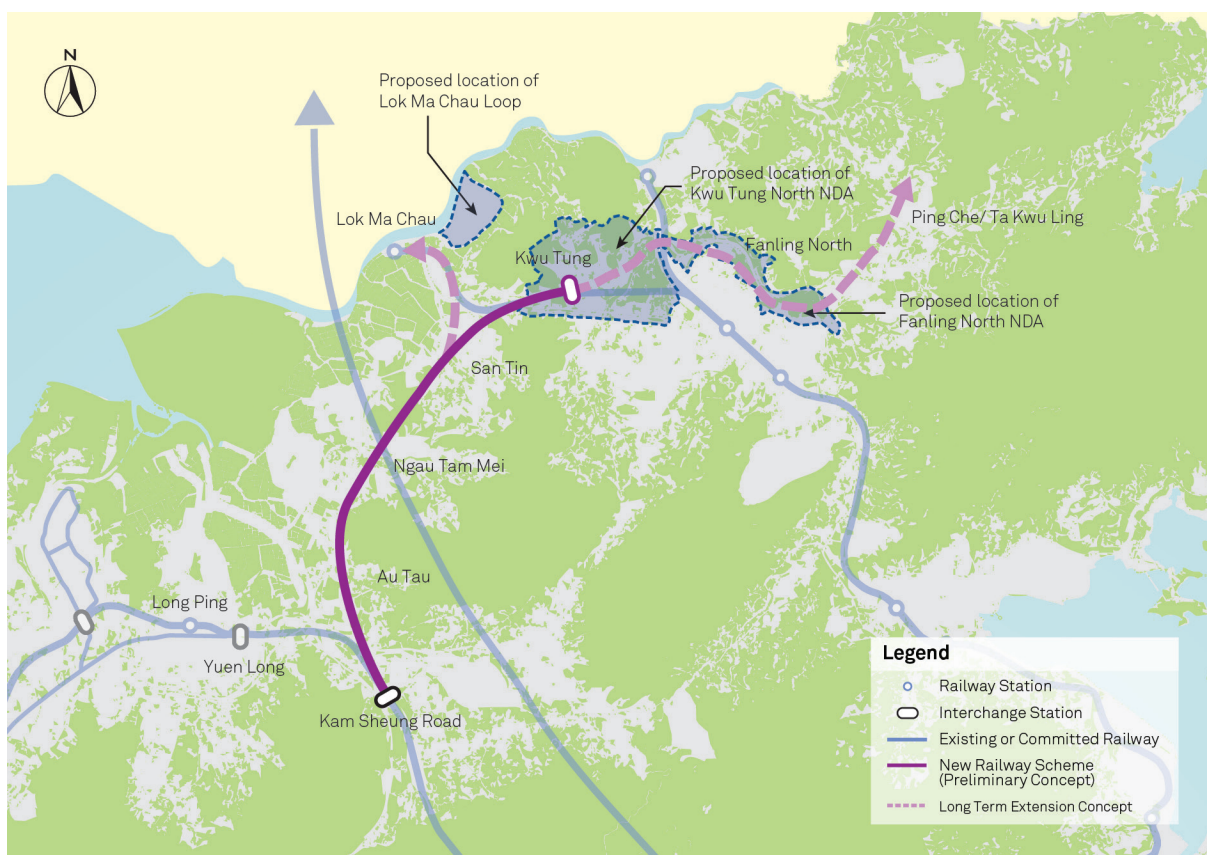 N
Proposed location of
Lok Ma Chau Loop
Proposed location of
Kwu Tung North NDA
Lok Ma Chau
Ping Che/ Ta Kwu Ling
Kwu Tung
Fanling North
Proposed location of
Fanling North NDA
San Tin
Ngau Tam Mei
Au Tau
Long Ping
Yuen Long
Kam Sheung Road
Legend
Railway Station
Interchange Station
Existing or Committed Railway
New Railway Scheme
(Preliminary Concept)
Long Term Extension Concept